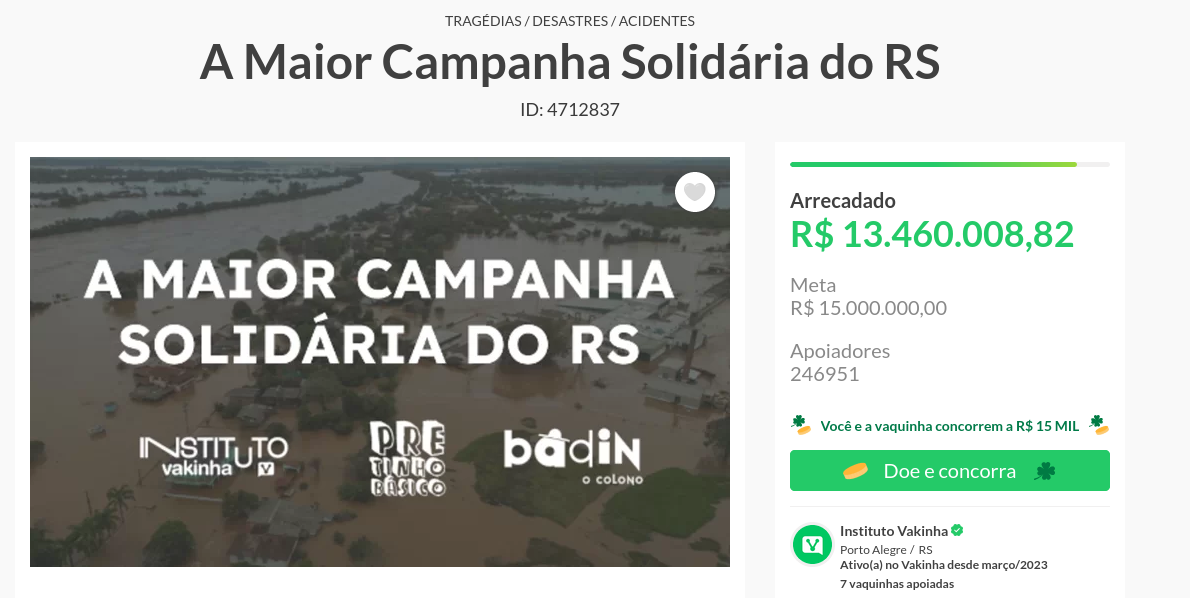 TRAGÉDIAS / DESASTRES / ACIDENTES
A Maior Campanha Solidária do RS
ID: 4712837
A MAIOR CAMPANHA
SOLIDÁRIA DO RS
INSTITUTO
vakinha
PRE
TINHO
BÁSICO
badiN
O COLONO
Arrecadado
R$ 13.460.008,82
Meta
R$ 15.000.000,00
Apoiadores
246951
Você e a vaquinha concorrem a R$ 15 MIL
Doe e concorra
Instituto Vakinha
Porto Alegre / RS
Ativo(a) no Vakinha desde março/2023
7 vaquinhas apoiadas